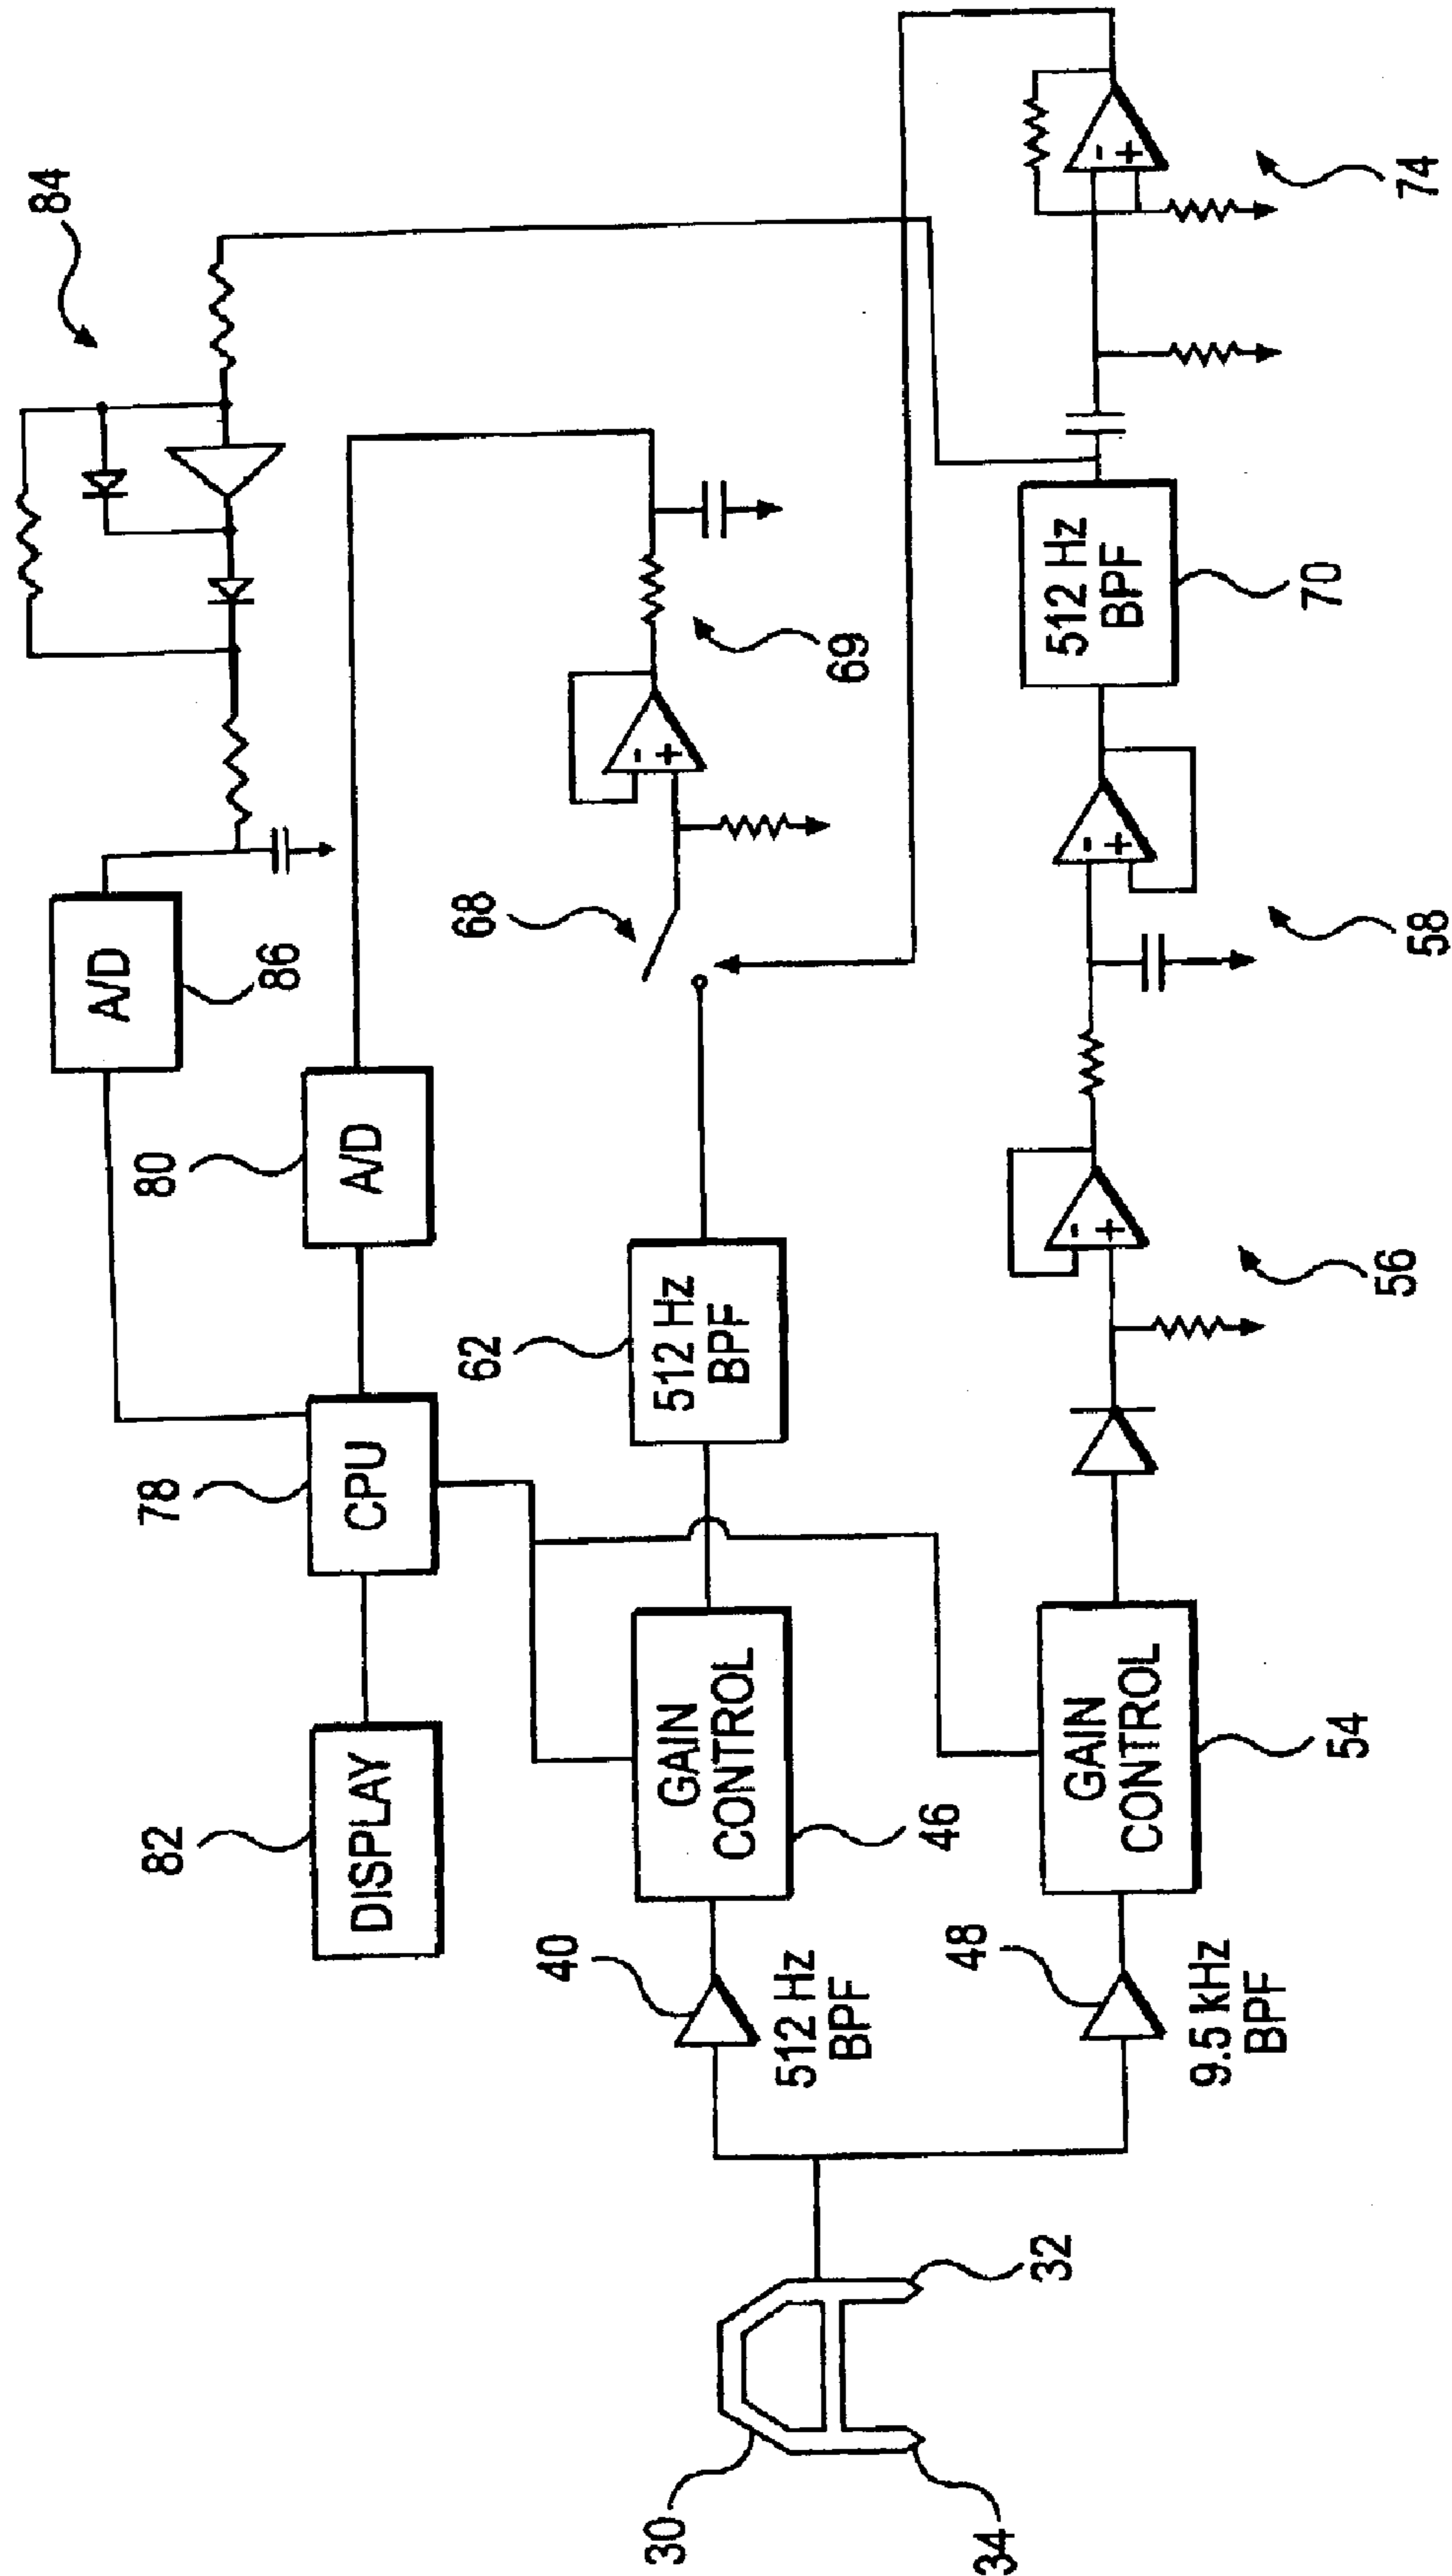 84
A/D
86
80
A/D
78
CPU
82
DISPLAY
69
-
+
68
62
512 Hz
BPF
GAIN
CONTROL
46
40
512 Hz
BPF
74
-
+
70
512 Hz
BPF
58
-
+
56
-
+
GAIN
CONTROL
54
48
9.5 kHz
BPF
30
32
34